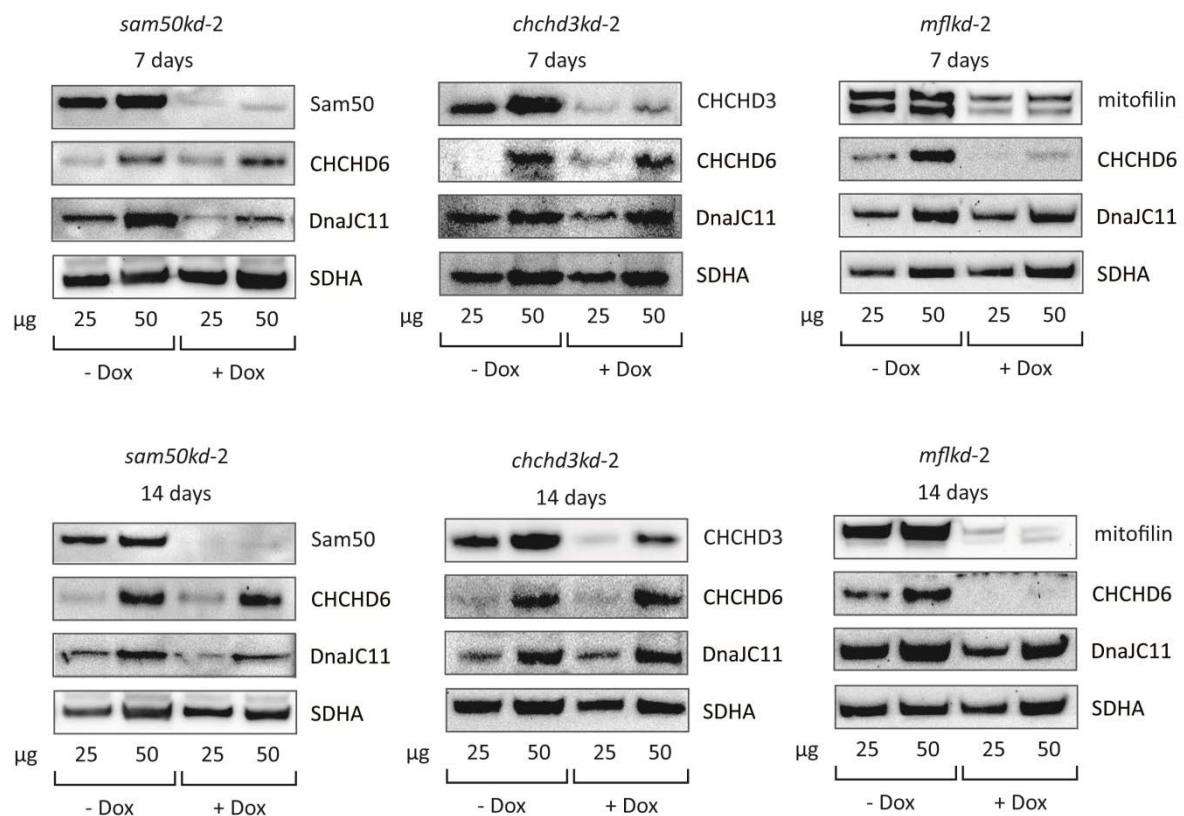 sam50kd-2
7 days
Sam50
CHCHD6
DnaJC11
SDHA
µg 25 50 25 50
- Dox + Dox
chchd3kd-2
7 days
CHCHD3
CHCHD6
DnaJC11
SDHA
µg 25 50 25 50
- Dox + Dox
mflkd-2
7 days
mitofilin
CHCHD6
DnaJC11
SDHA
µg 25 50 25 50
- Dox + Dox
sam50kd-2
14 days
Sam50
CHCHD6
DnaJC11
SDHA
µg 25 50 25 50
- Dox + Dox
chchd3kd-2
14 days
CHCHD3
CHCHD6
DnaJC11
SDHA
µg 25 50 25 50
- Dox + Dox
mflkd-2
14 days
mitofilin
CHCHD6
DnaJC11
SDHA
µg 25 50 25 50
- Dox + Dox